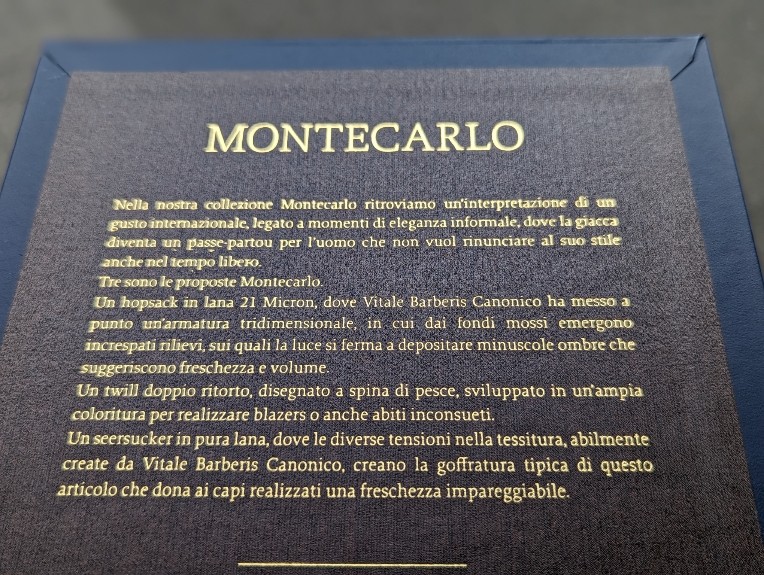 MONTECARLO
Nella nostra collezione Montecarlo ritroviamo un'interpretazione di un
gusto internazionale, legato a momenti di eleganza informale, dove la giacca
diventa un passe-partou per l'uomo che non vuol rinunciare al suo stile
anche nel tempo libero.
Tre sono le proposte Montecarlo.
Un hopsack in lana 21 Micron, dove Vitale Barberis Canonico ha messo a
punto un'armatura tridimensionale, in cui dai fondi mossi emergono
increspati rilievi, sui quali la luce si ferma a depositare minuscole ombre che
suggeriscono freschezza e volume.
Un twill doppio ritorto, disegnato a spina di pesce, sviluppato in un'ampia
coloritura per realizzare blazers o anche abiti inconsueti.
Un seersucker in pura lana, dove le diverse tensioni nella tessitura, abilmente
create da Vitale Barberis Canonico, creano la goffratura tipica di questo
articolo che dona ai capi realizzati una freschezza impareggiabile.